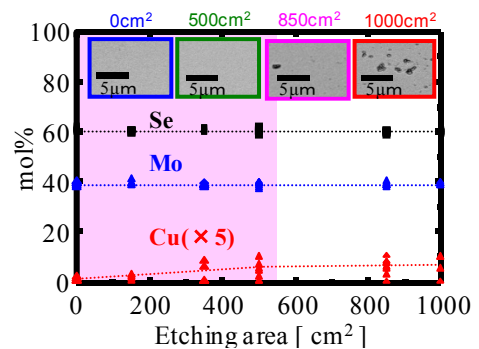 0cm² 500cm² 850cm² 1000cm²
100
80
60
40
20
0
mol%
5µm 5µm 5µm 5µm
Se
Mo
Cu(×5)
0 200 400 600 800 1000
Etching area [ cm² ]